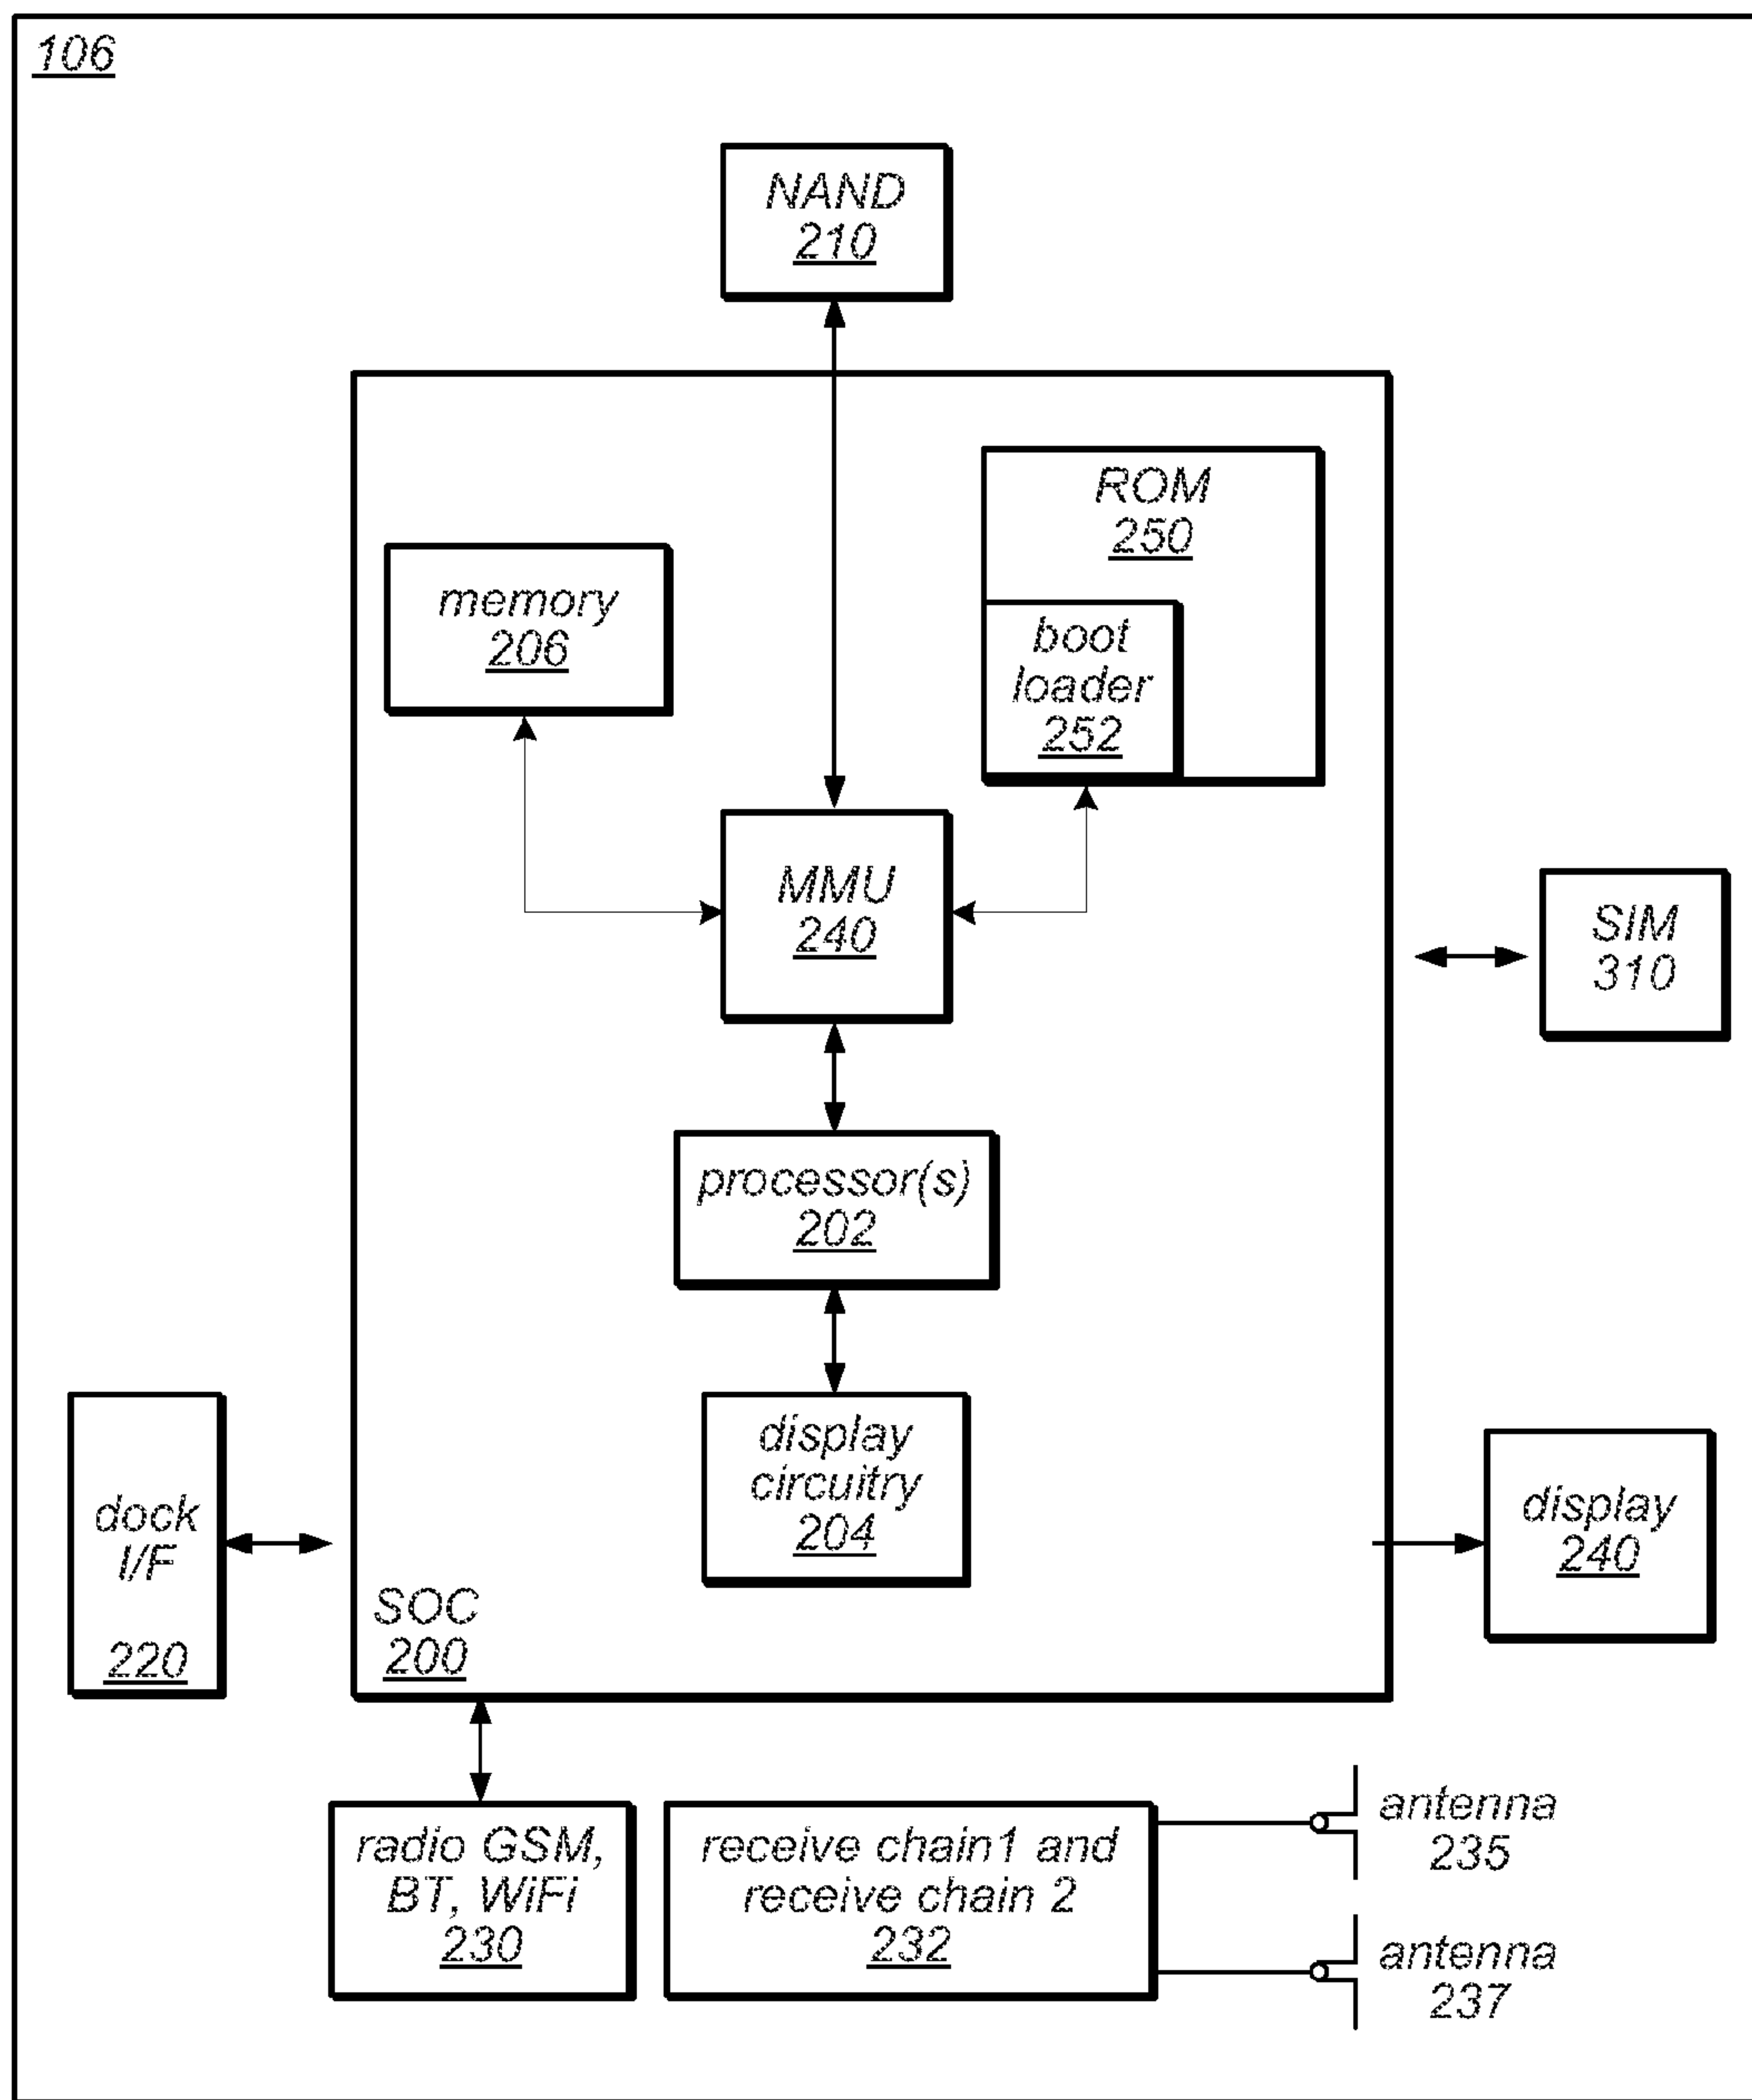 106
NAND
210
ROM
250
memory
206
boot
loader
252
MMU
240
SIM
310
processor(s)
202
display
circuitry
204
dock
I/F
220
display
240
SOC
200
radio GSM,
BT, WiFi
230
receive chain1 and
receive chain 2
232
antenna
235
antenna
237